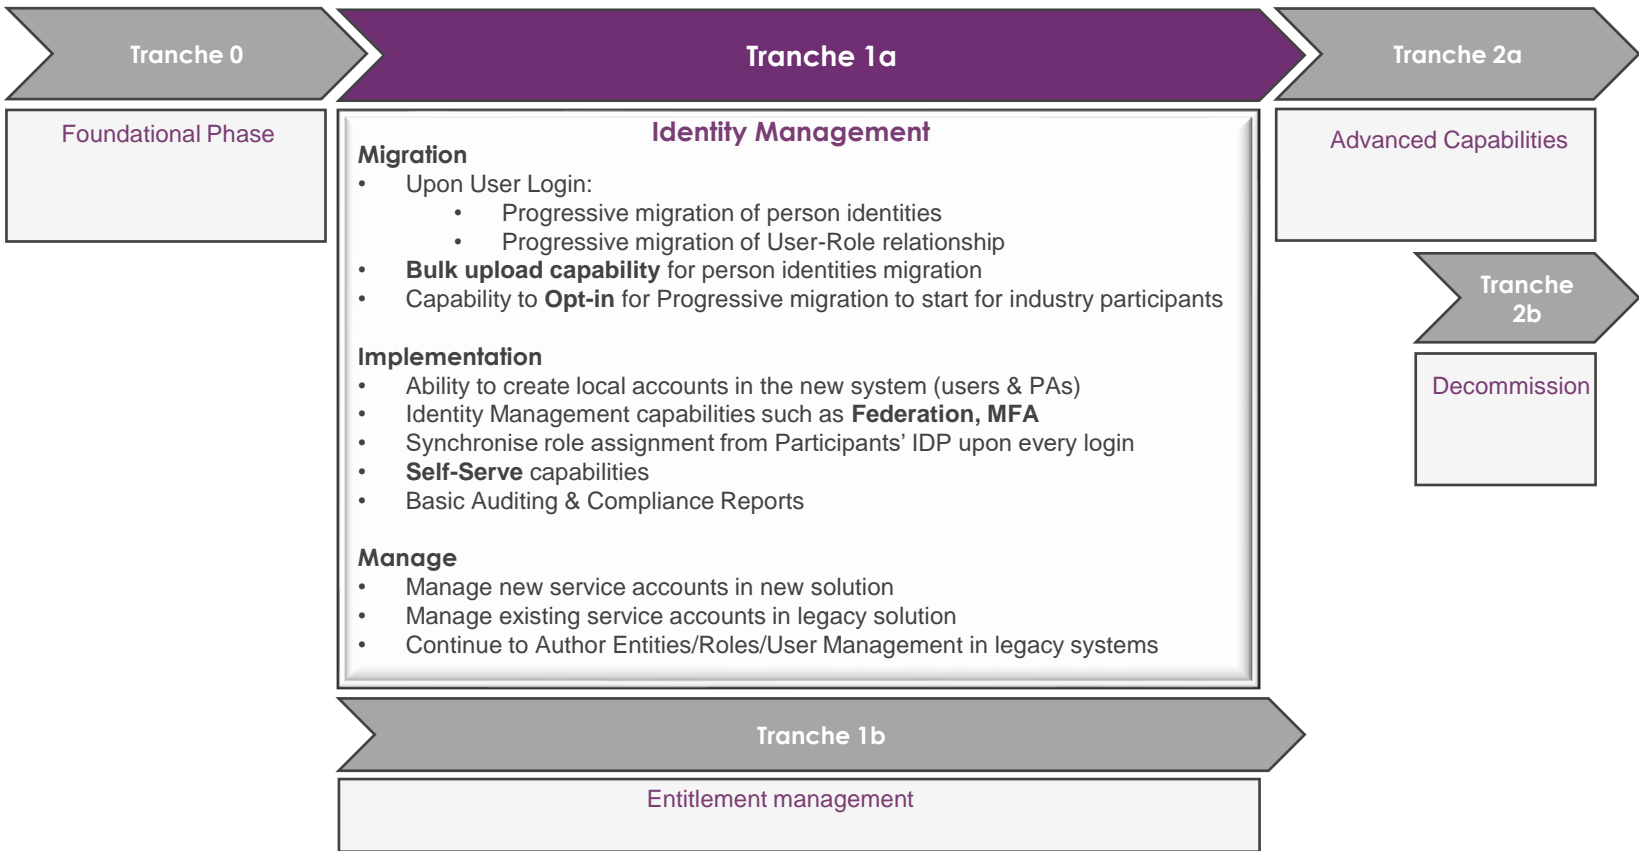 Tranche 0
Tranche 1a
Tranche 2a
Foundational Phase
Identity Management
Migration
• Upon User Login:
• Progressive migration of person identities
• Progressive migration of User-Role relationship
• Bulk upload capability for person identities migration
• Capability to Opt-in for Progressive migration to start for industry participants
Implementation
• Ability to create local accounts in the new system (users & PAs)
• Identity Management capabilities such as Federation, MFA
• Synchronise role assignment from Participants’ IDP upon every login
• Self-Serve capabilities
• Basic Auditing & Compliance Reports
Manage
• Manage new service accounts in new solution
• Manage existing service accounts in legacy solution
• Continue to Author Entities/Roles/User Management in legacy systems
Advanced Capabilities
Tranche
2b
Decommission
Tranche 1b
Entitlement management